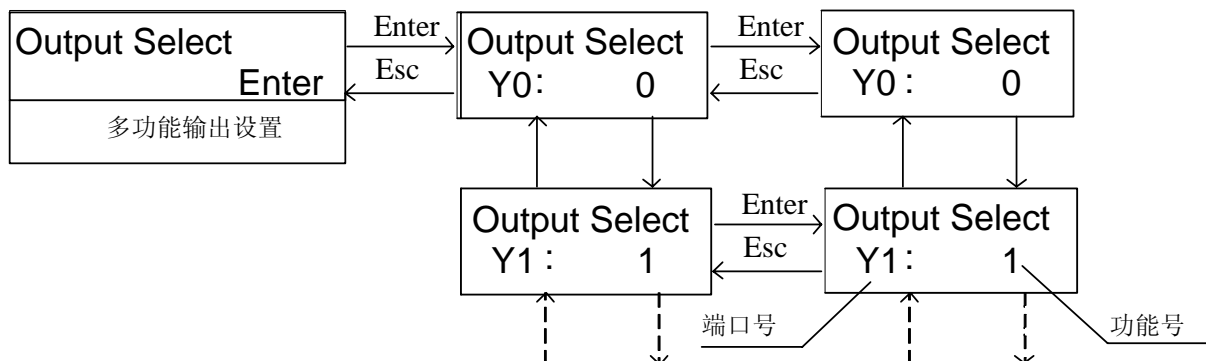 Output Select
Enter
多功能输出设置
Enter
Esc
Output Select
Y0: 0
Enter
Esc
Output Select
Y0: 0
Output Select
Y1: 1
Enter
Esc
Output Select
Y1: 1
端口号
功能号